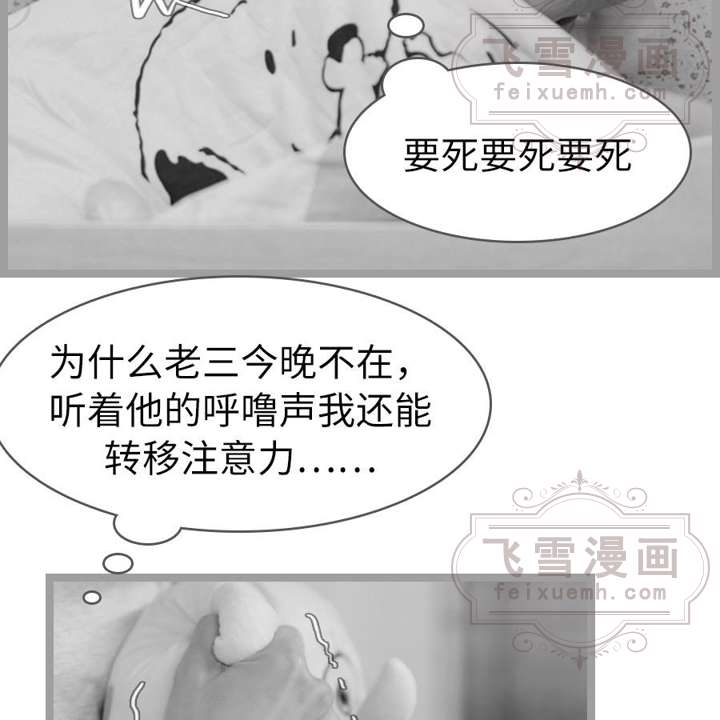 飞雪漫画
feixuemh.com
要死要死要死
为什么老三今晚不在，
听着他的呼噜声我还能
转移注意力……
飞雪漫画
feixuemh.com